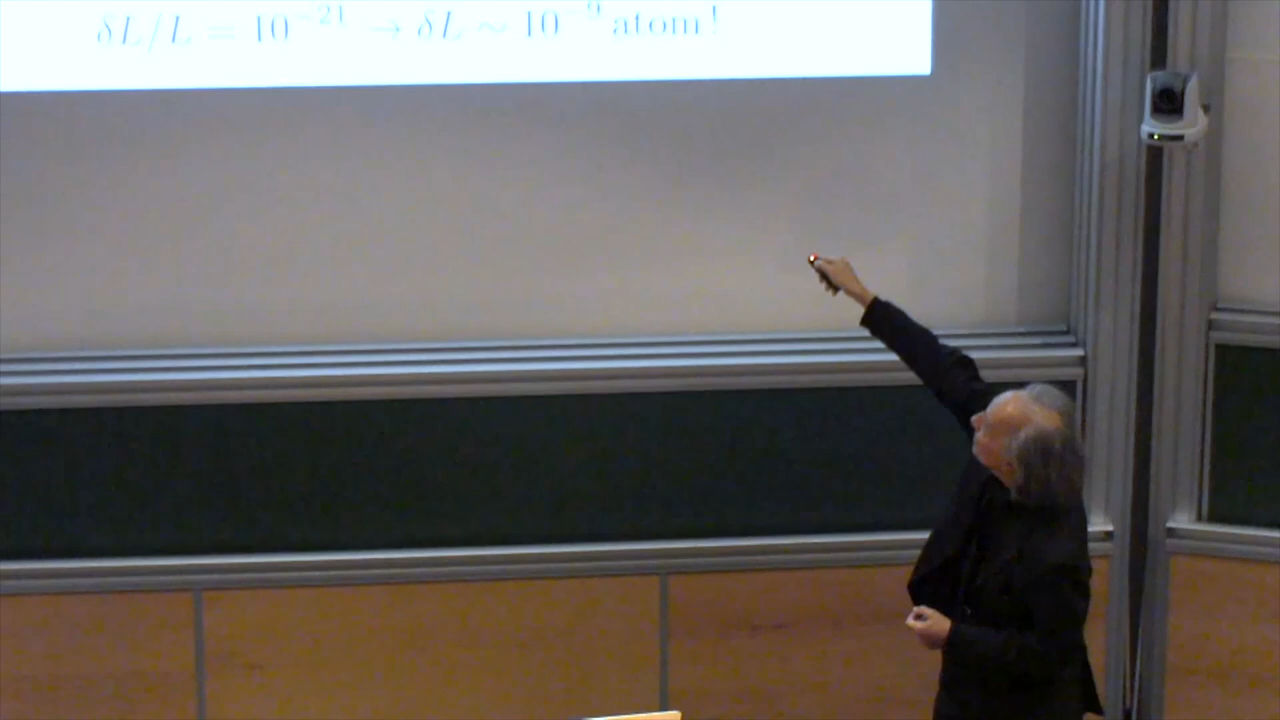 δL/L = 10⁻²¹ → δL ∼ 10⁻⁹ atom!